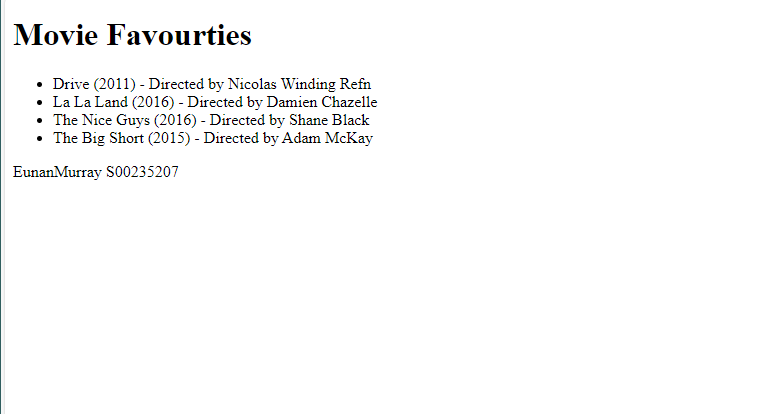 Movie Favourties
Drive (2011) - Directed by Nicolas Winding Refn
La La Land (2016) - Directed by Damien Chazelle
The Nice Guys (2016) - Directed by Shane Black
The Big Short (2015) - Directed by Adam McKay
EunanMurray S00235207